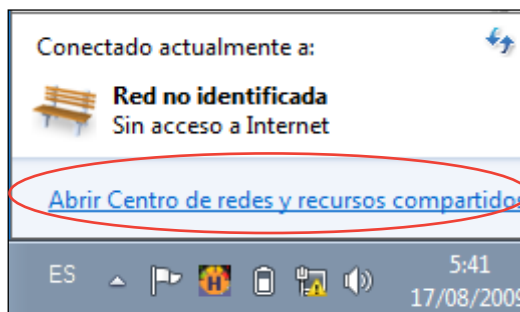 Conectado actualmente a:
Red no identificada
Sin acceso a Internet
Abrir Centro de redes y recursos compartidos
ES
H
5:41
17/08/2009